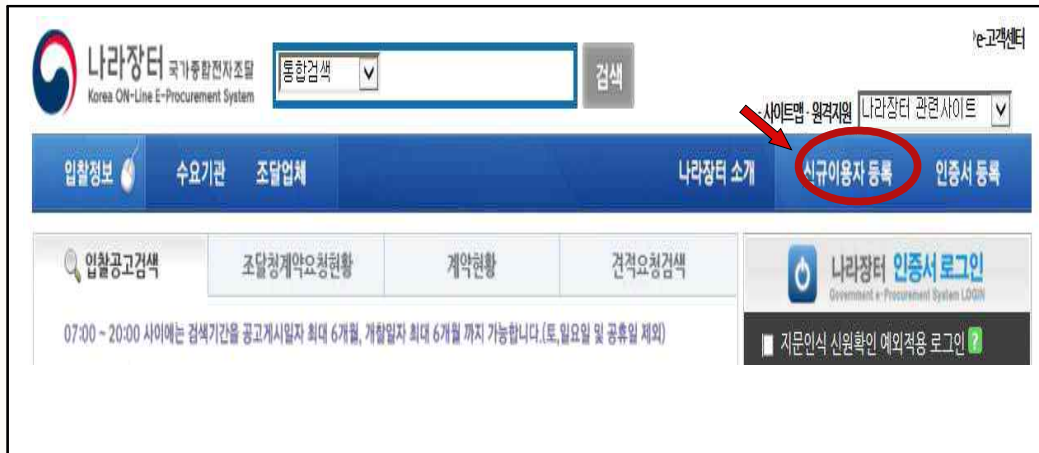 e-고객센터
나라장터 국가종합전자조달
Korea ON-Line E-Procurement System
통합검색
검색
· 사이트맵 · 원격지원 나라장터 관련사이트
입찰정보 수요기관 조달업체 나라장터 소개 신규이용자 등록 인증서 등록
입찰공고검색 조달청계약요청현황 계약현황 견적요청검색
나라장터 인증서 로그인
Government e-Procurement System LOGIN
07:00 ~ 20:00 사이에는 검색기간을 공고게시일자 최대 6개월, 개찰일자 최대 6개월 까지 가능합니다.(토,일요일 및 공휴일 제외)
지문인식 신원확인 예외적용 로그인 ?